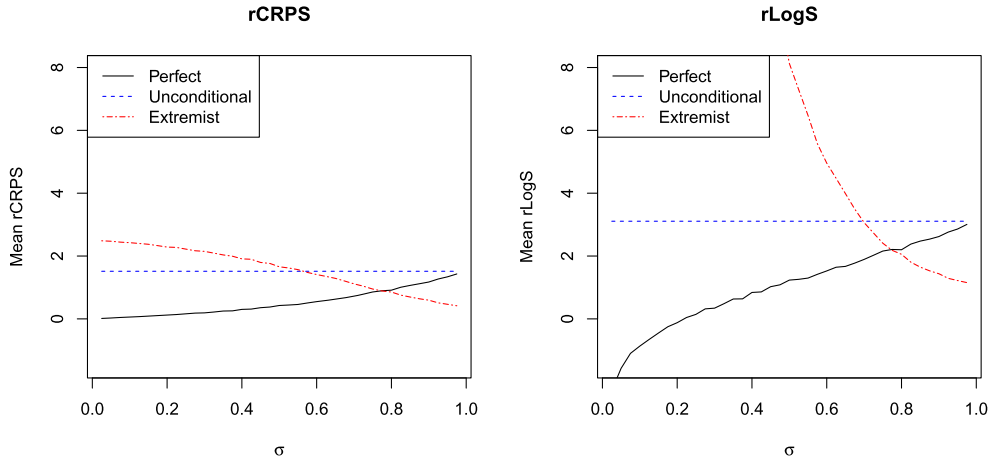 rCRPS
Mean rCRPS
8
6
4
2
0
Perfect
Unconditional
Extremist
0.0 0.2 0.4 0.6 0.8 1.0
σ
rLogS
Mean rLogS
8
6
4
2
0
Perfect
Unconditional
Extremist
0.0 0.2 0.4 0.6 0.8 1.0
σ